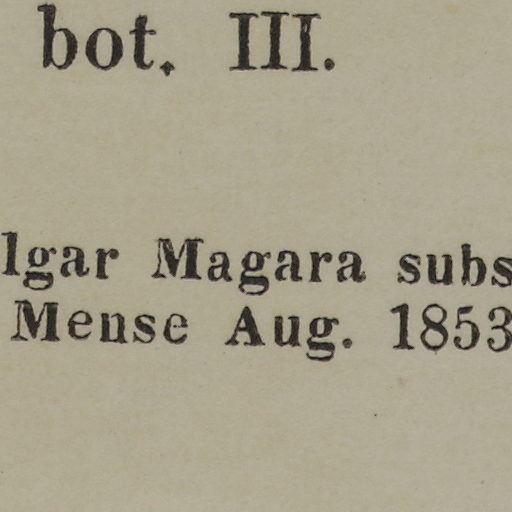 bot. III.
lgar Magara subs
Mense Aug. 1853